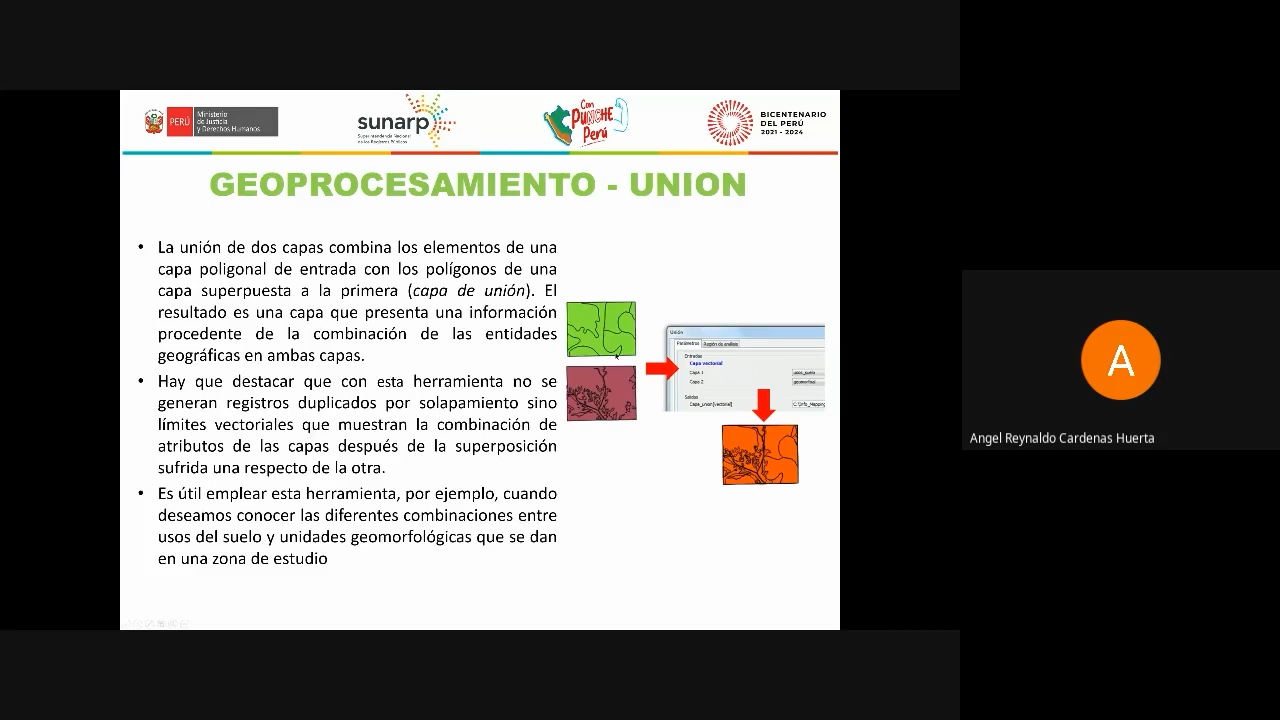 PERÚ
Ministerio
de Justicia
y Derechos Humanos
sunarp
Superintendencia Nacional
de los Registros Públicos
Con
PUNCHE
Perú
BICENTENARIO
DEL PERÚ
2021 - 2024
GEOPROCESAMIENTO - UNION
• La unión de dos capas combina los elementos de una
capa poligonal de entrada con los polígonos de una
capa superpuesta a la primera (capa de unión). El
resultado es una capa que presenta una información
procedente de la combinación de las entidades
geográficas en ambas capas.
• Hay que destacar que con esta herramienta no se
generan registros duplicados por solapamiento sino
límites vectoriales que muestran la combinación de
atributos de las capas después de la superposición
sufrida una respecto de la otra.
• Es útil emplear esta herramienta, por ejemplo, cuando
deseamos conocer las diferentes combinaciones entre
usos del suelo y unidades geomorfológicas que se dan
en una zona de estudio
Unión
Parámetros Región de análisis
Entradas
Capa vectorial
Capa 1 usos_suelo
Capa 2
Salidas
Capa_union[vectorial]
A
Angel Reynaldo Cardenas Huerta